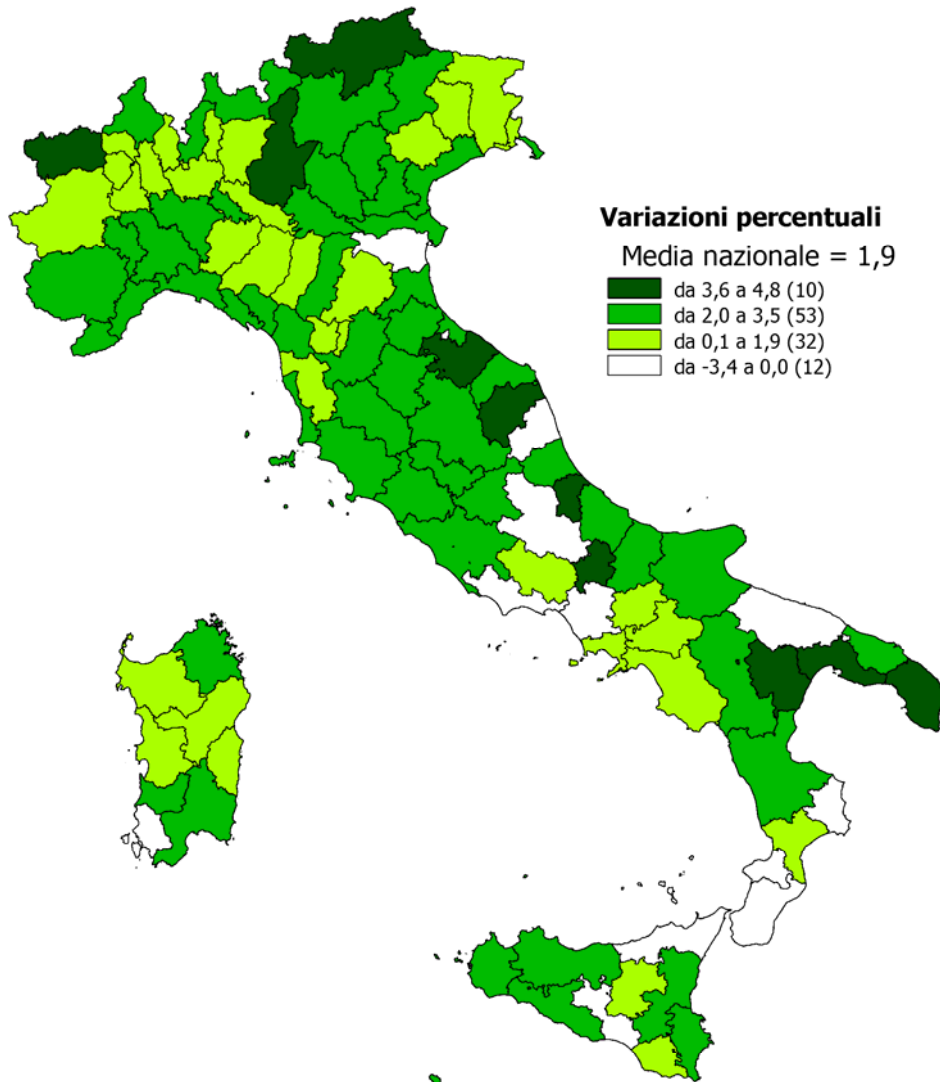 Variazioni percentuali
Media nazionale = 1,9
da 3,6 a 4,8 (10)
da 2,0 a 3,5 (53)
da 0,1 a 1,9 (32)
da -3,4 a 0,0 (12)